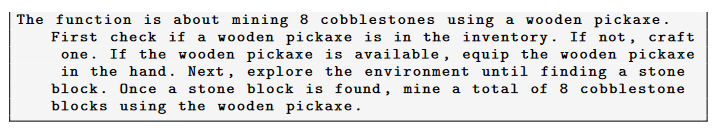 The function is about mining 8 cobblestones using a wooden pickaxe.
First check if a wooden pickaxe is in the inventory. If not, craft
one. If the wooden pickaxe is available, equip the wooden pickaxe
in the hand. Next, explore the environment until finding a stone
block. Once a stone block is found, mine a total of 8 cobblestone
blocks using the wooden pickaxe.